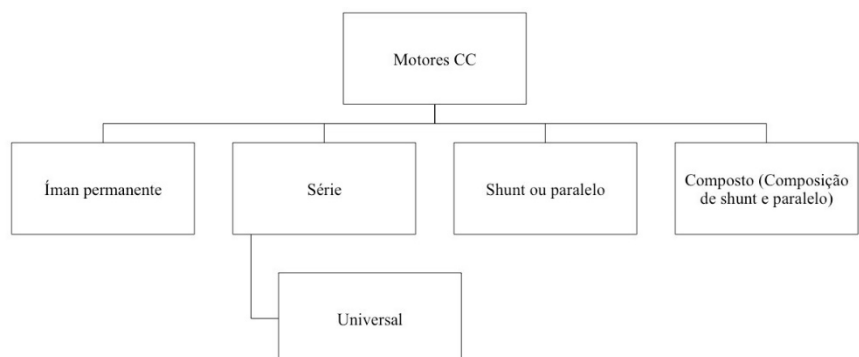 Motores CC
Íman permanente
Série
Shunt ou paralelo
Composto (Composição
de shunt e paralelo)
Universal